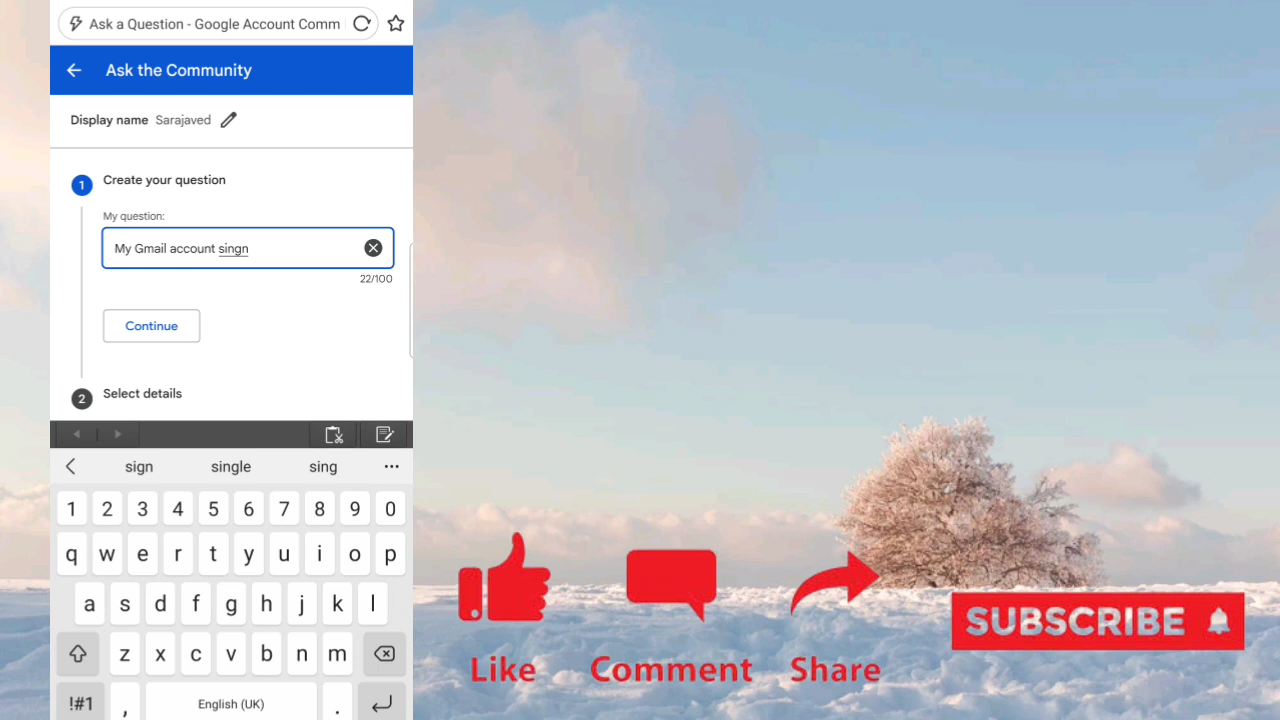 Ask a Question - Google Account Comm
Ask the Community
Display name Sarajaved
1 Create your question
My question:
My Gmail account singn
22/100
Continue
2 Select details
sign single sing
1 2 3 4 5 6 7 8 9 0
q w e r t y u i o p
a s d f g h j k l
z x c v b n m
!#1 , English (UK) .
SUBSCRIBE
Like Comment Share